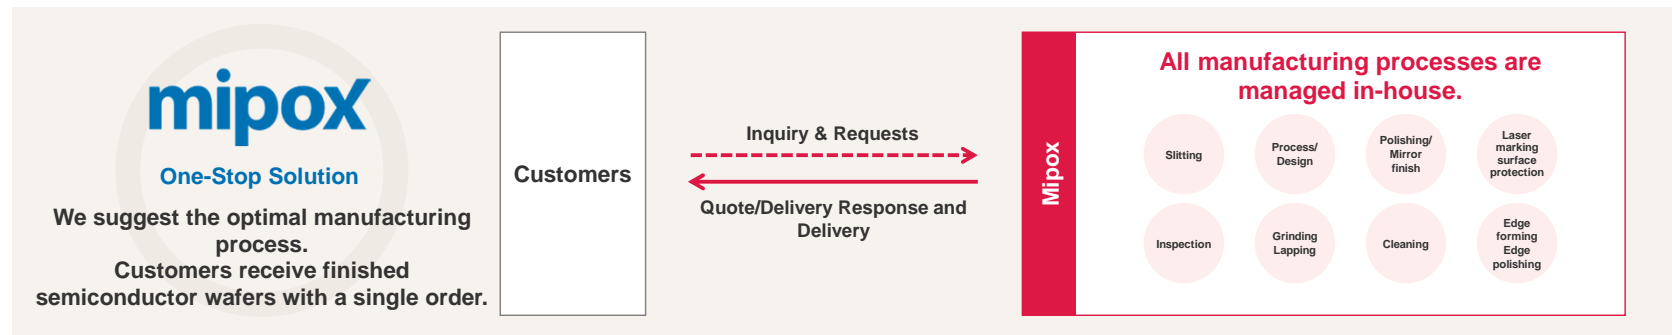 mipox
One-Stop Solution
We suggest the optimal manufacturing
process.
Customers receive finished
semiconductor wafers with a single order.
Customers
Inquiry & Requests
Quote/Delivery Response and
Delivery
Mipox
All manufacturing processes are
managed in-house.
Slitting
Process/
Design
Polishing/
Mirror
finish
Laser
marking
surface
protection
Inspection
Grinding
Lapping
Cleaning
Edge
forming
Edge
polishing